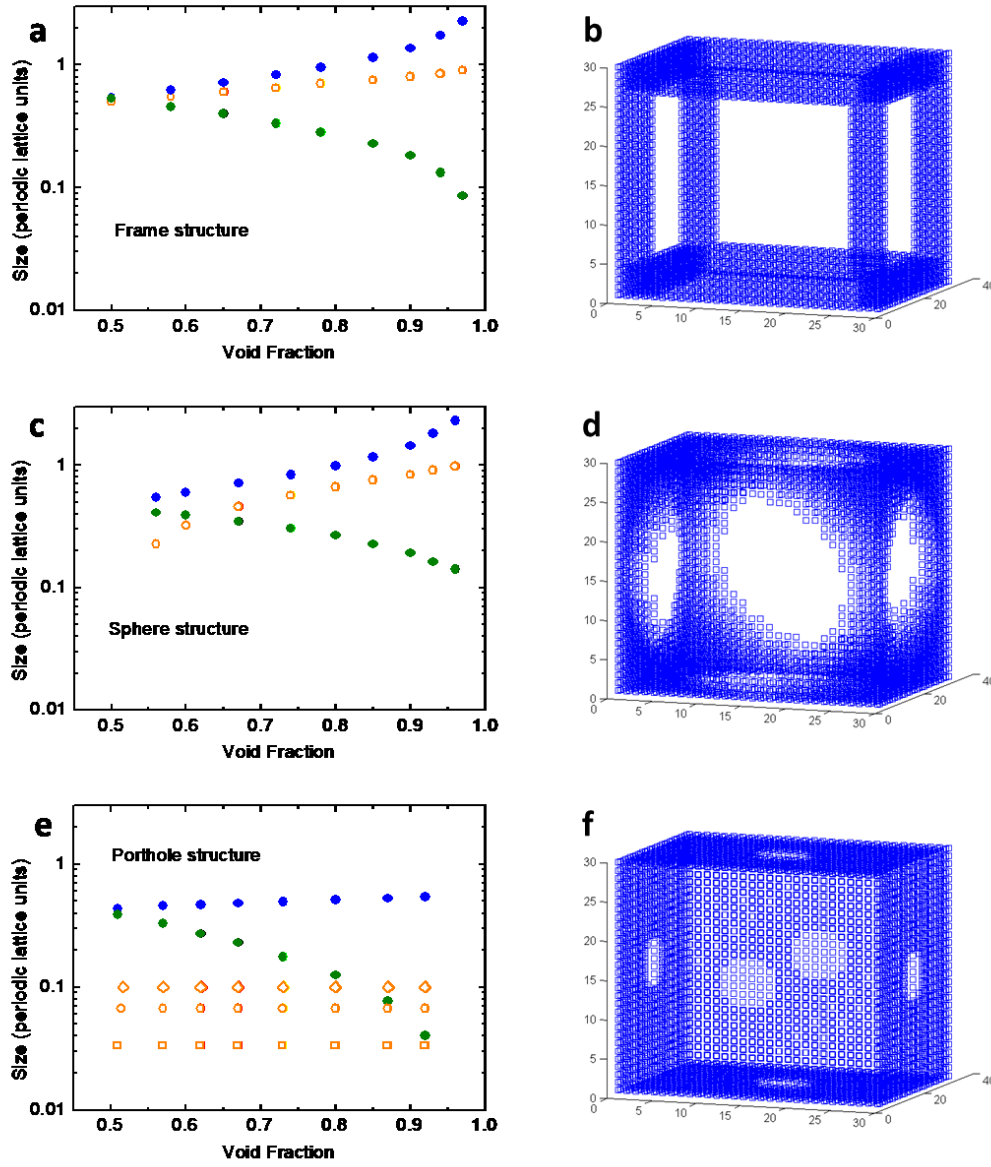 a
1
0.1
0.01
Size (periodic lattice units)
Frame structure
0.5 0.6 0.7 0.8 0.9 1.0
Void Fraction
b
30
25
20
15
10
5
0
0 5 10 15 20 25 30
0 20 40
c
1
0.1
0.01
Size (periodic lattice units)
Sphere structure
0.5 0.6 0.7 0.8 0.9 1.0
Void Fraction
d
30
25
20
15
10
5
0
0 5 10 15 20 25 30
0 20 40
e
1
0.1
0.01
Size (periodic lattice units)
Porthole structure
0.5 0.6 0.7 0.8 0.9 1.0
Void Fraction
f
30
25
20
15
10
5
0
0 5 10 15 20 25 30
0 20 40